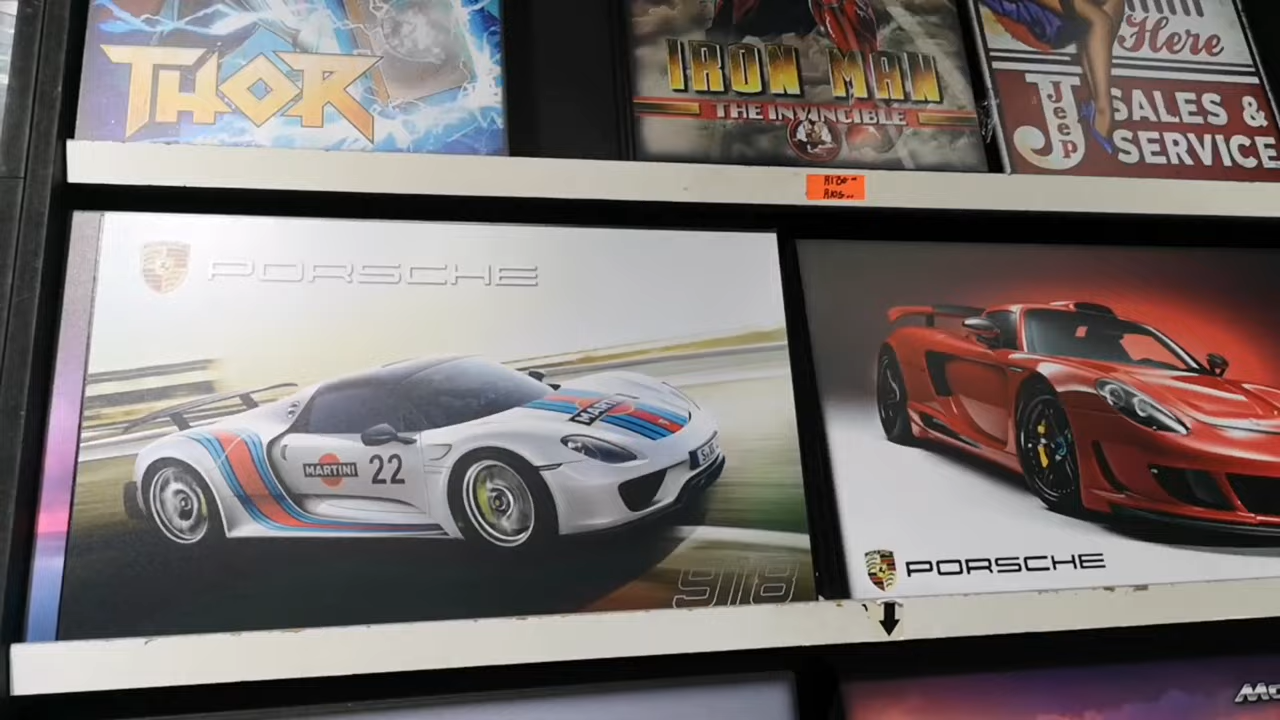 THOR
IRON MAN
THE INVINCIBLE
Here
Jeep
SALES &
SERVICE
PORSCHE
MARTINI
22
918
PORSCHE